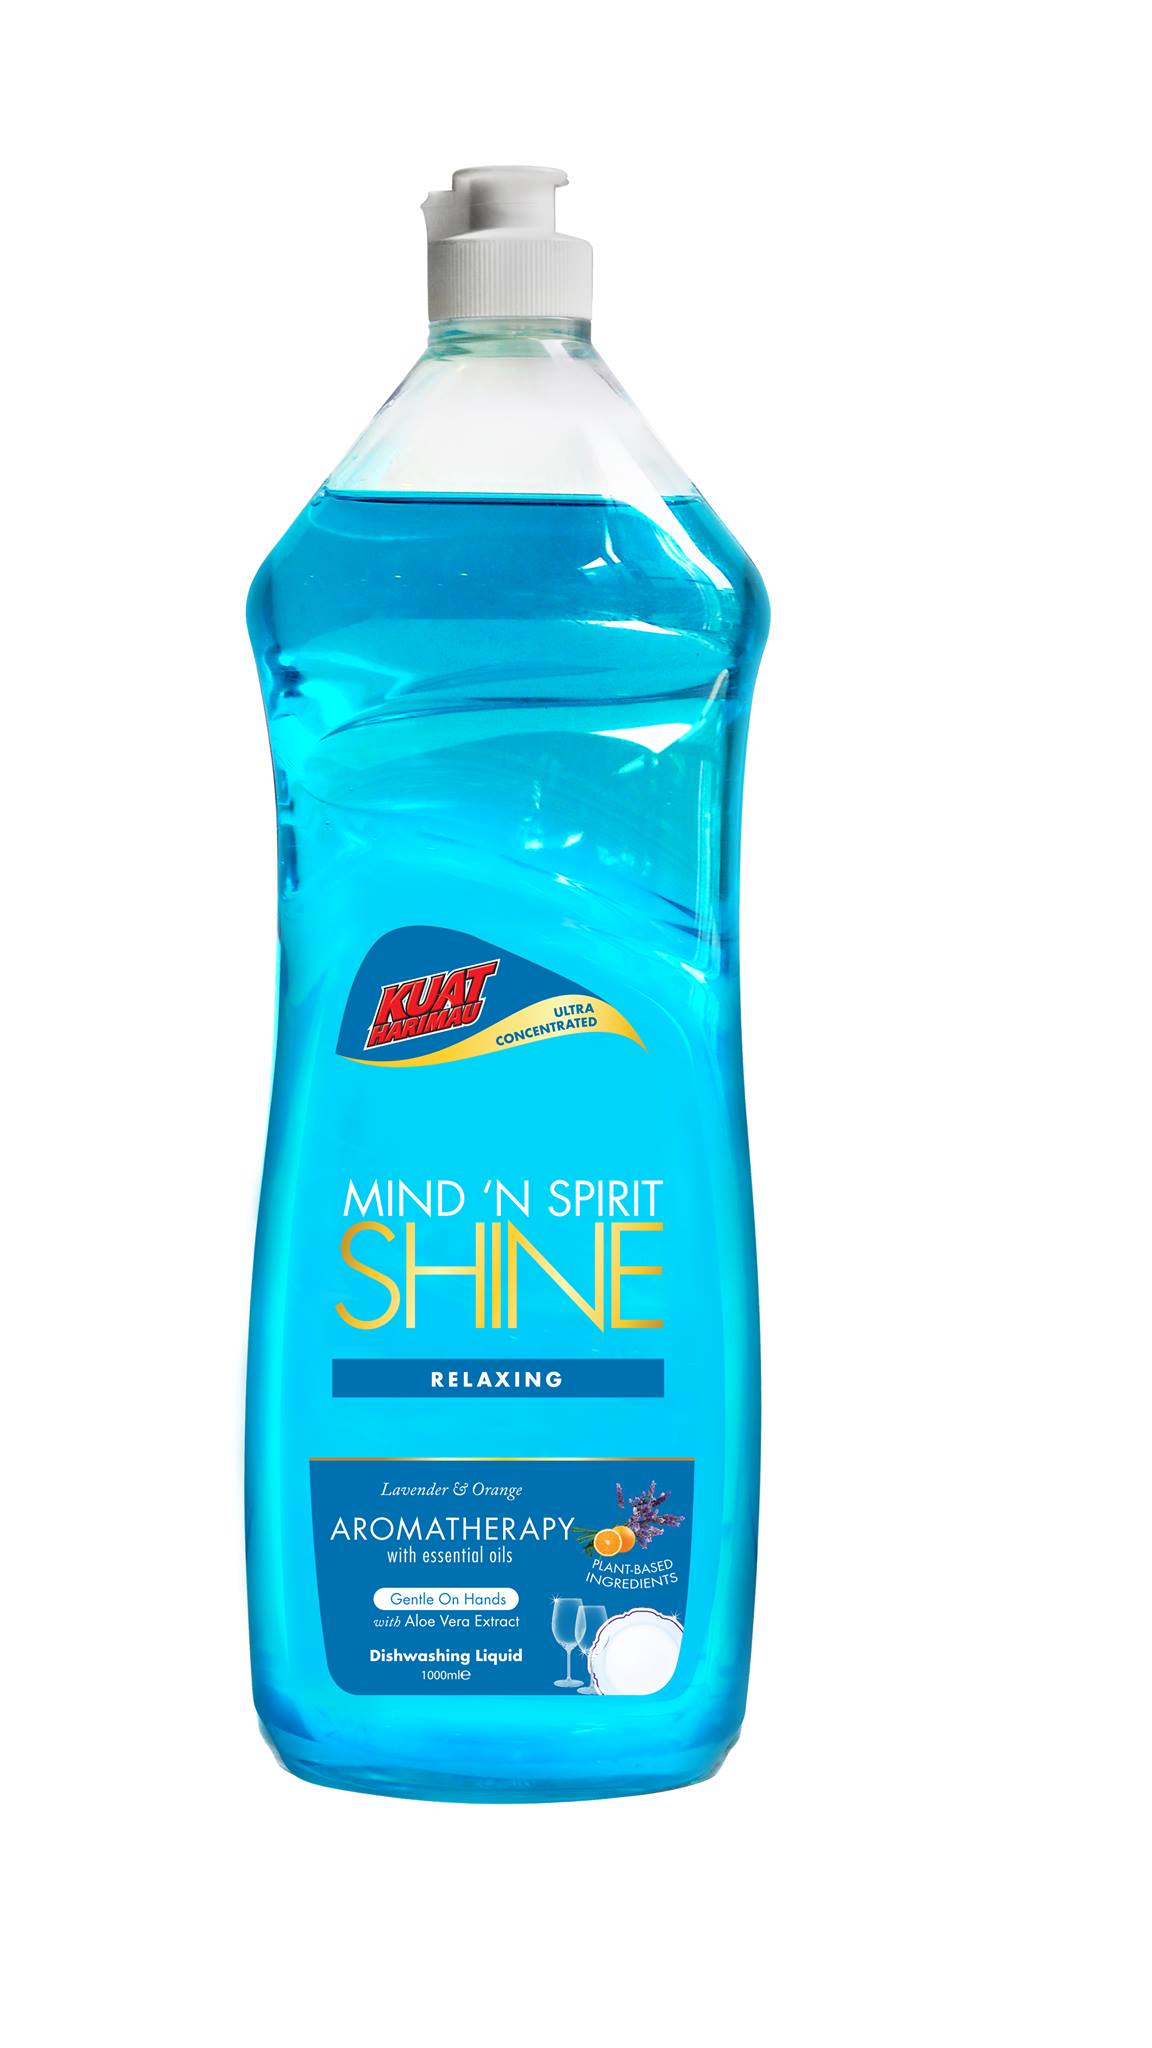 KUAT
HARIMAU
ULTRA
CONCENTRATED
MIND ‘N SPIRIT
SHINE
RELAXING
Lavender & Orange
AROMATHERAPY
with essential oils
PLANT-BASED
INGREDIENTS
Gentle On Hands
with Aloe Vera Extract
Dishwashing Liquid
1000ml℮